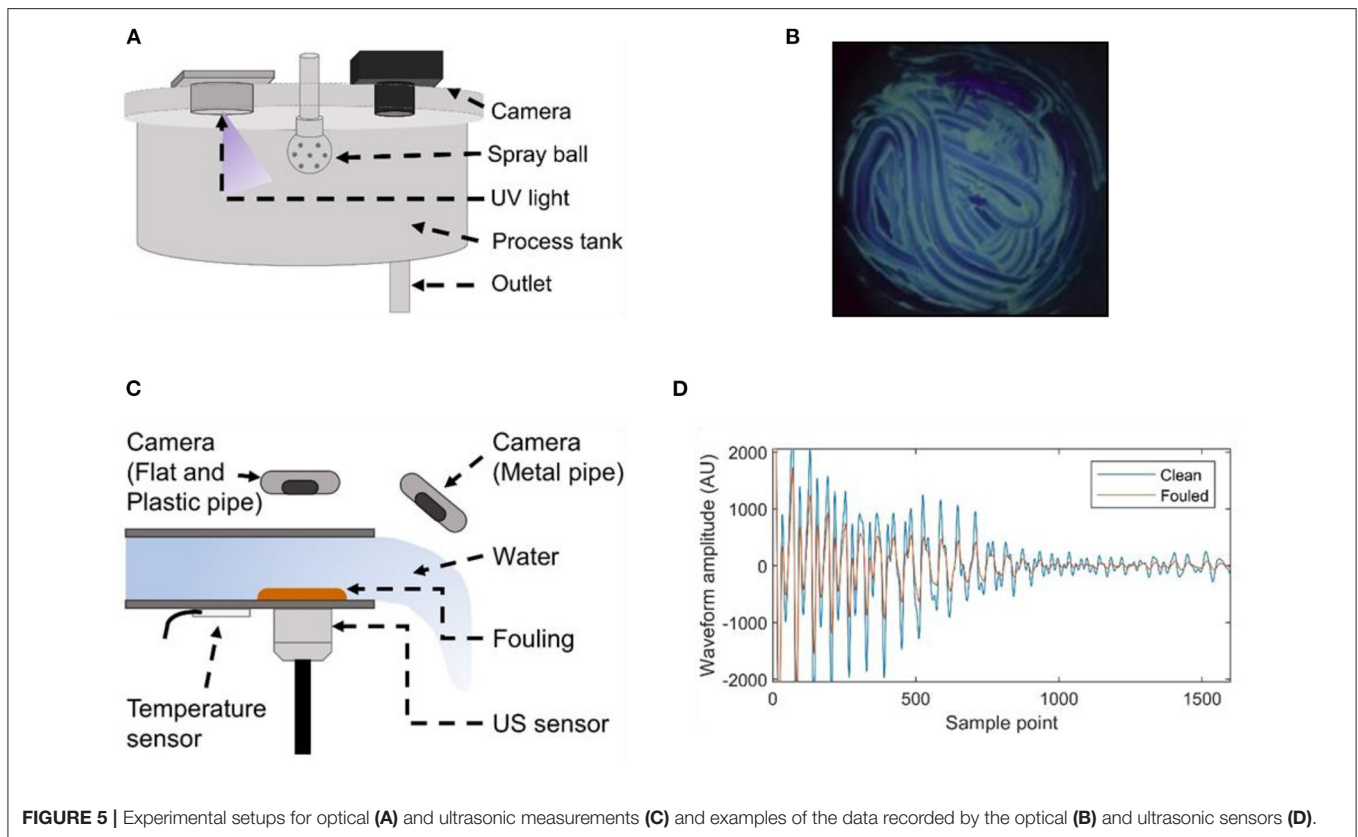 A
Camera
Spray ball
UV light
Process tank
Outlet
B
C
Camera
(Flat and
Plastic pipe)
Camera
(Metal pipe)
Water
Fouling
Temperature
sensor
US sensor
D
Waveform amplitude (AU)
2000
1000
0
-1000
-2000
Clean
Fouled
0 500 1000 1500
Sample point
FIGURE 5 | Experimental setups for optical (A) and ultrasonic measurements (C) and examples of the data recorded by the optical (B) and ultrasonic sensors (D).